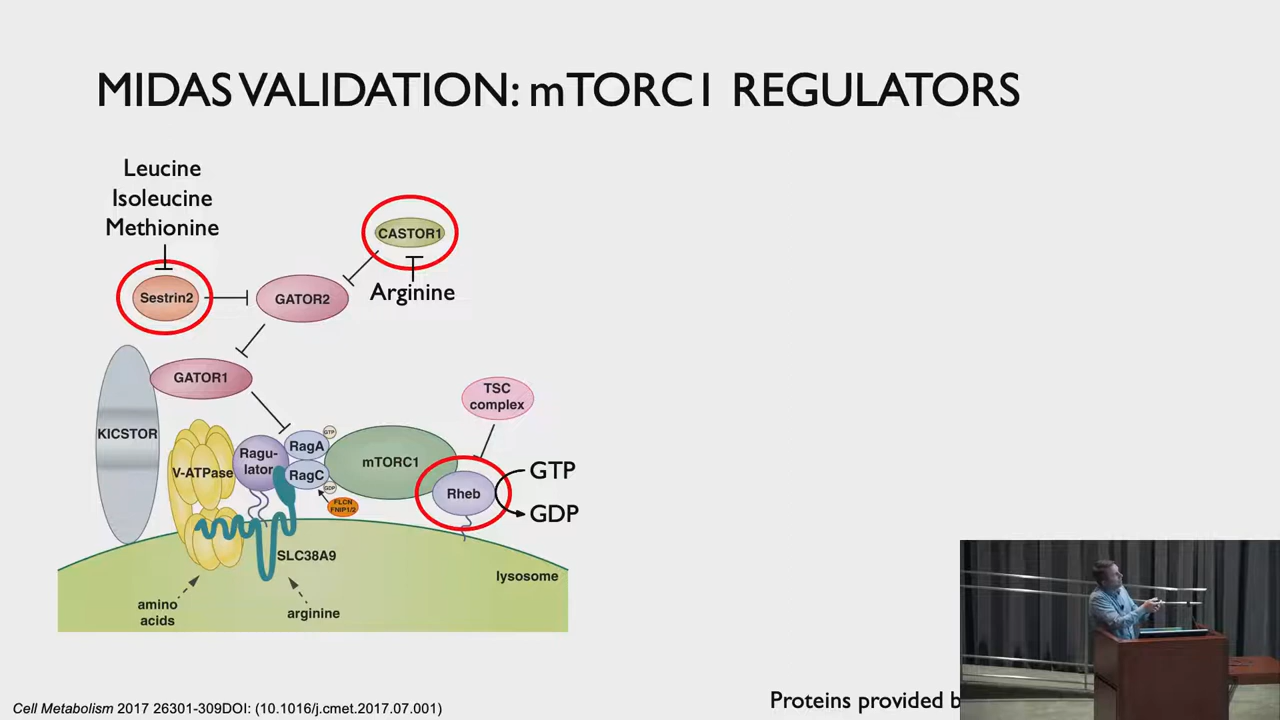 MIDAS VALIDATION: mTORC1 REGULATORS
Leucine
Isoleucine
Methionine
CASTOR1
Sestrin2
GATOR2
Arginine
GATOR1
TSC
complex
KICSTOR
V-ATPase
Ragu-
lator
RagA
GTP
RagC
GDP
mTORC1
FLCN
FNIP1/2
Rheb
GTP
GDP
SLC38A9
lysosome
amino
acids
arginine
Cell Metabolism 2017 26301-309DOI: (10.1016/j.cmet.2017.07.001)
Proteins provided